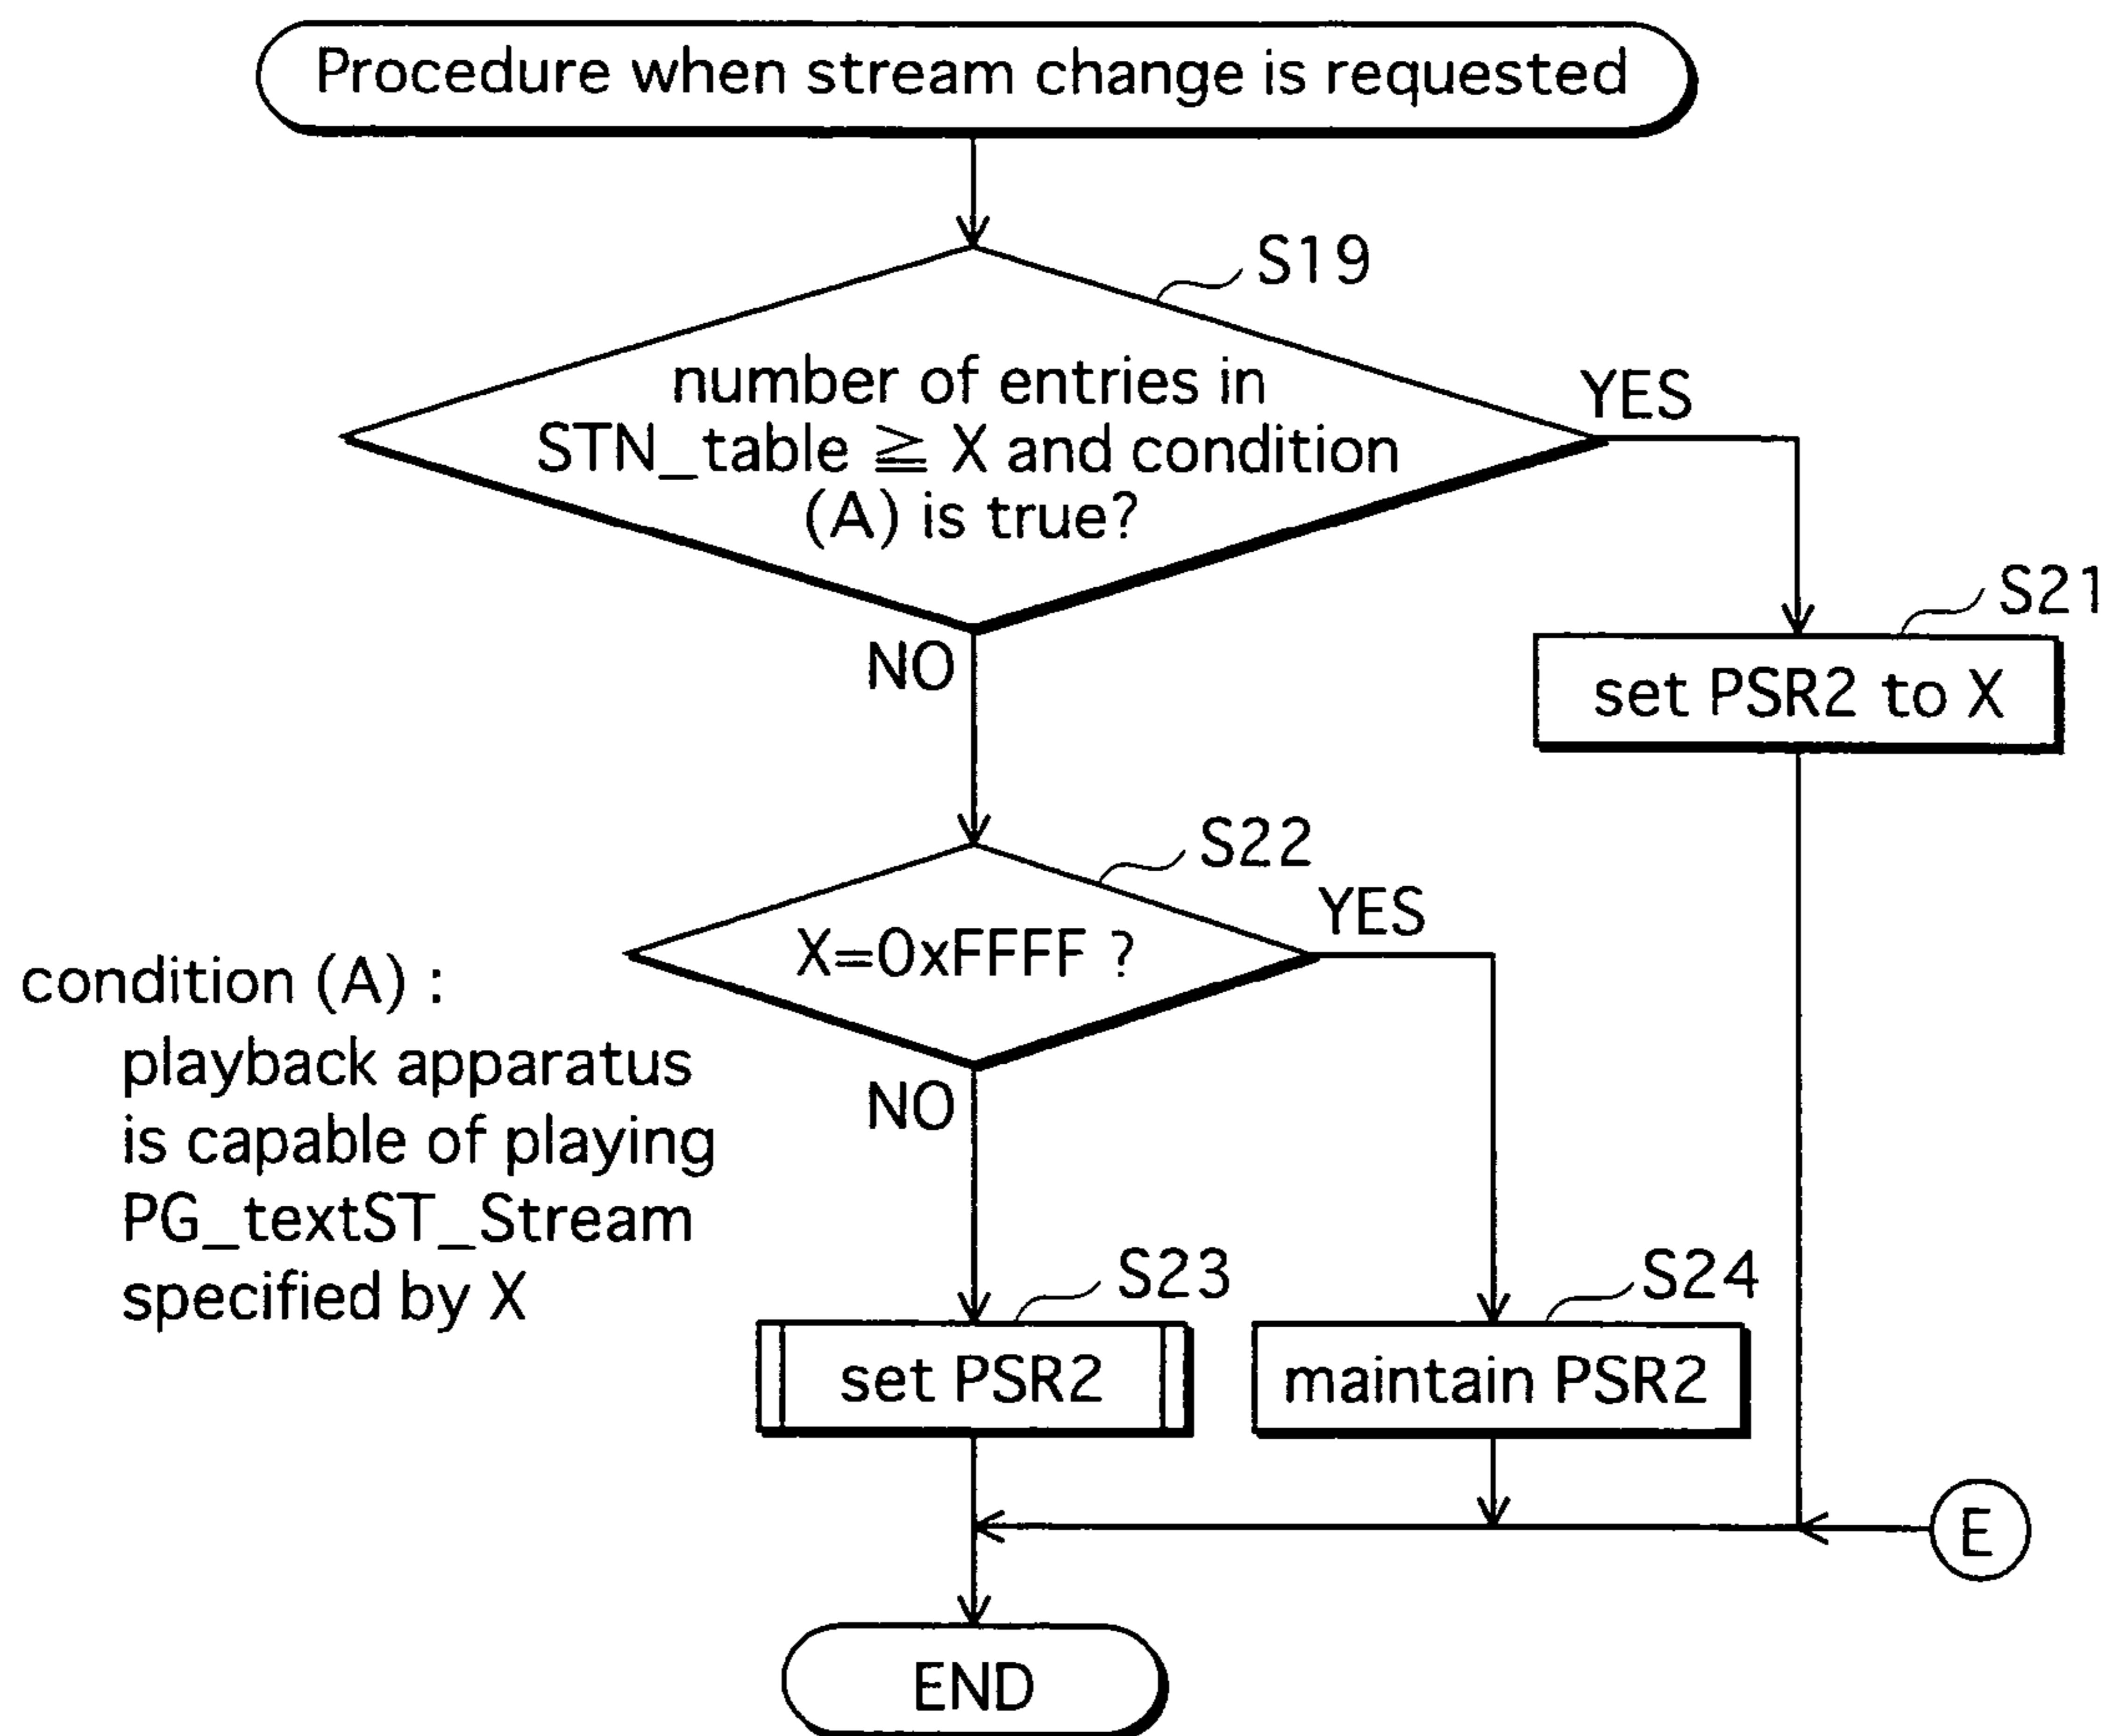 Procedure when stream change is requested
S19
number of entries in
STN_table ≧ X and condition
(A) is true?
YES
S21
set PSR2 to X
NO
S22
X=0xFFFF ?
YES
NO
condition (A) :
playback apparatus
is capable of playing
PG_textST_Stream
specified by X
S23
set PSR2
S24
maintain PSR2
E
END